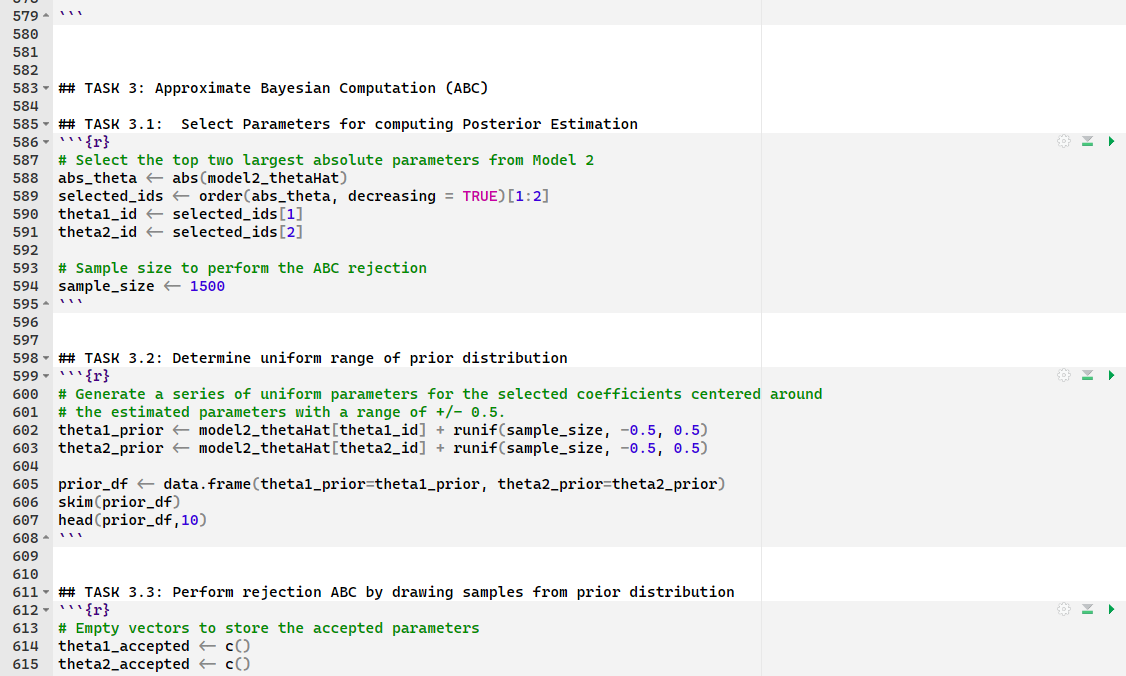 579 ```
580
581
582
583 ## TASK 3: Approximate Bayesian Computation (ABC)
584
585 ## TASK 3.1:  Select Parameters for computing Posterior Estimation
586 ```{r}
587 # Select the top two largest absolute parameters from Model 2
588 abs_theta <- abs(model2_thetaHat)
589 selected_ids <- order(abs_theta, decreasing = TRUE)[1:2]
590 theta1_id <- selected_ids[1]
591 theta2_id <- selected_ids[2]
592
593 # Sample size to perform the ABC rejection
594 sample_size <- 1500
595 ```
596
597
598 ## TASK 3.2: Determine uniform range of prior distribution
599 ```{r}
600 # Generate a series of uniform parameters for the selected coefficients centered around
601 # the estimated parameters with a range of +/- 0.5.
602 theta1_prior <- model2_thetaHat[theta1_id] + runif(sample_size, -0.5, 0.5)
603 theta2_prior <- model2_thetaHat[theta2_id] + runif(sample_size, -0.5, 0.5)
604
605 prior_df <- data.frame(theta1_prior=theta1_prior, theta2_prior=theta2_prior)
606 skim(prior_df)
607 head(prior_df,10)
608 ```
609
610
611 ## TASK 3.3: Perform rejection ABC by drawing samples from prior distribution
612 ```{r}
613 # Empty vectors to store the accepted parameters
614 theta1_accepted <- c()
615 theta2_accepted <- c()